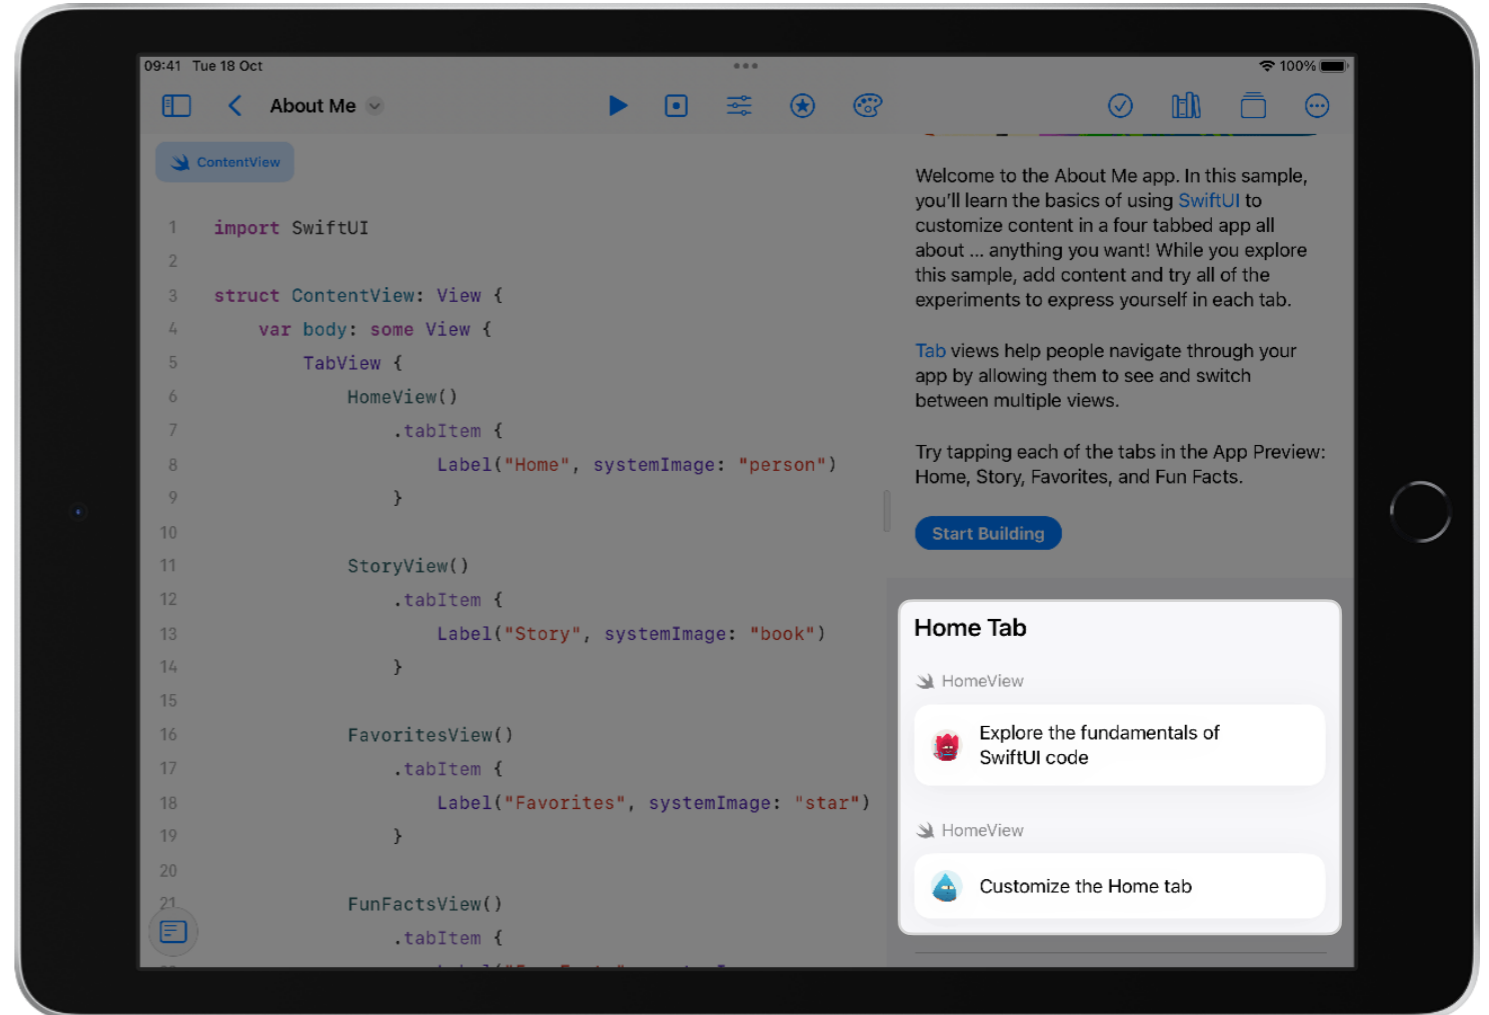 09:41 Tue 18 Oct
100%
About Me
ContentView
1 import SwiftUI
2
3 struct ContentView: View {
4 var body: some View {
5 TabView {
6 HomeView()
7 .tabItem {
8 Label("Home", systemImage: "person")
9 }
10
11 StoryView()
12 .tabItem {
13 Label("Story", systemImage: "book")
14 }
15
16 FavoritesView()
17 .tabItem {
18 Label("Favorites", systemImage: "star")
19 }
20
21 FunFactsView()
.tabItem {
Welcome to the About Me app. In this sample,
you'll learn the basics of using SwiftUI to
customize content in a four tabbed app all
about ... anything you want! While you explore
this sample, add content and try all of the
experiments to express yourself in each tab.
Tab views help people navigate through your
app by allowing them to see and switch
between multiple views.
Try tapping each of the tabs in the App Preview:
Home, Story, Favorites, and Fun Facts.
Start Building
Home Tab
HomeView
Explore the fundamentals of
SwiftUI code
HomeView
Customize the Home tab